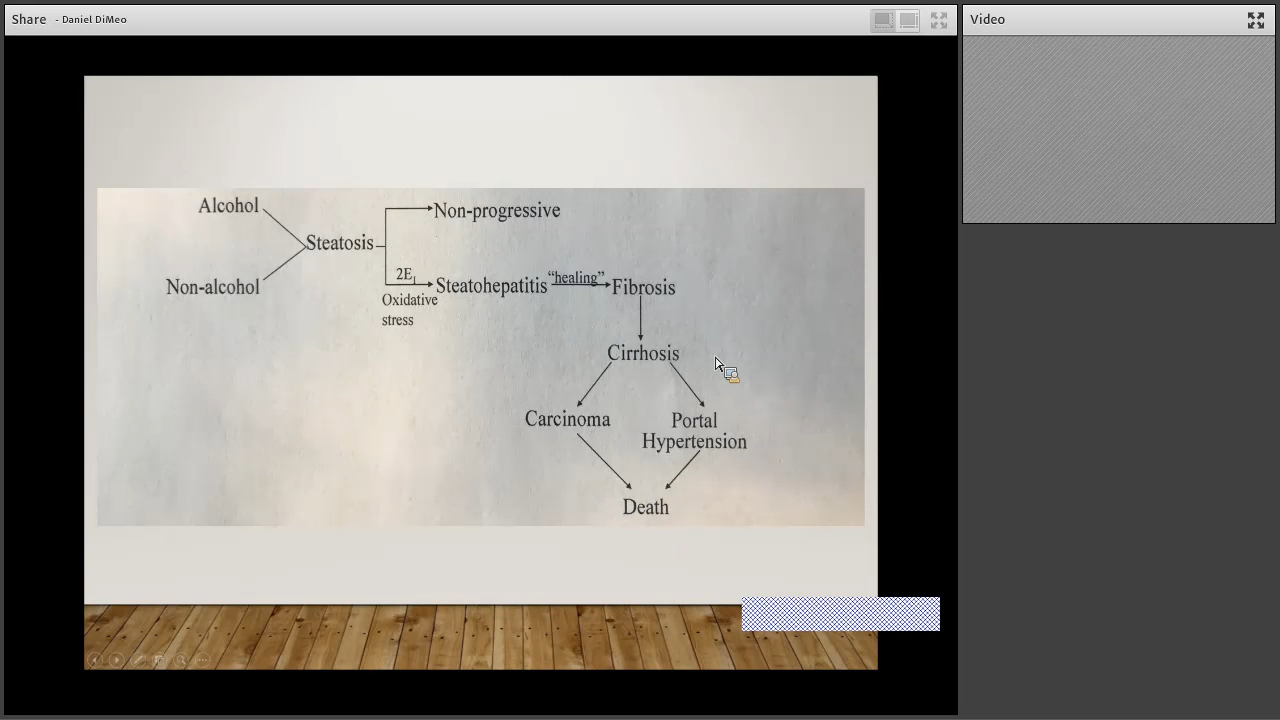 Share - Daniel DiMeo
Video
Alcohol
Non-progressive
Steatosis
2E1
"healing"
Non-alcohol
Steatohepatitis
Fibrosis
Oxidative
stress
Cirrhosis
Carcinoma
Portal
Hypertension
Death